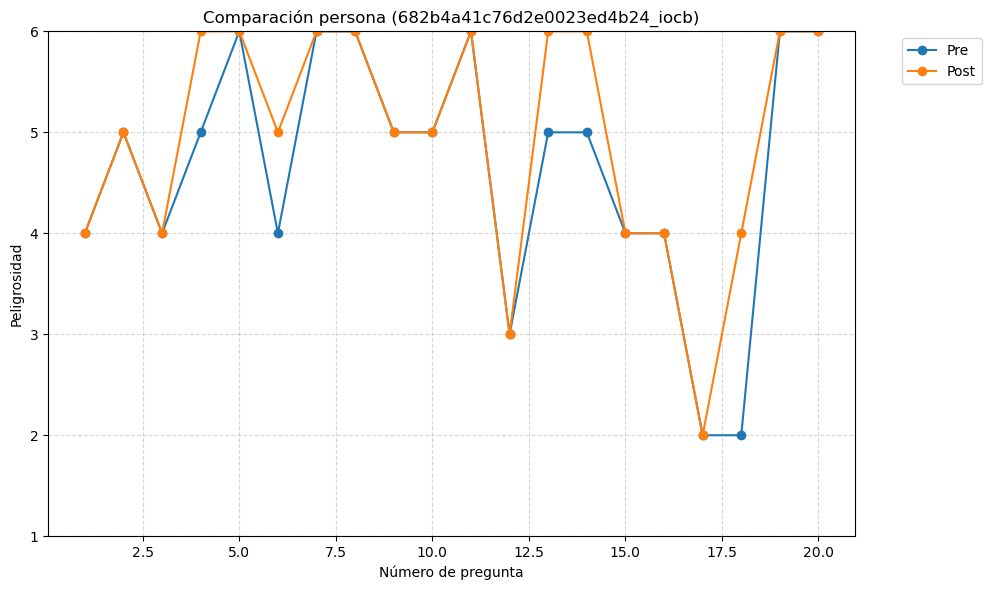 Comparación persona (682b4a41c76d2e0023ed4b24_iocb)
Pre
Post
Peligrosidad
6
5
4
3
2
1
2.5 5.0 7.5 10.0 12.5 15.0 17.5 20.0
Número de pregunta